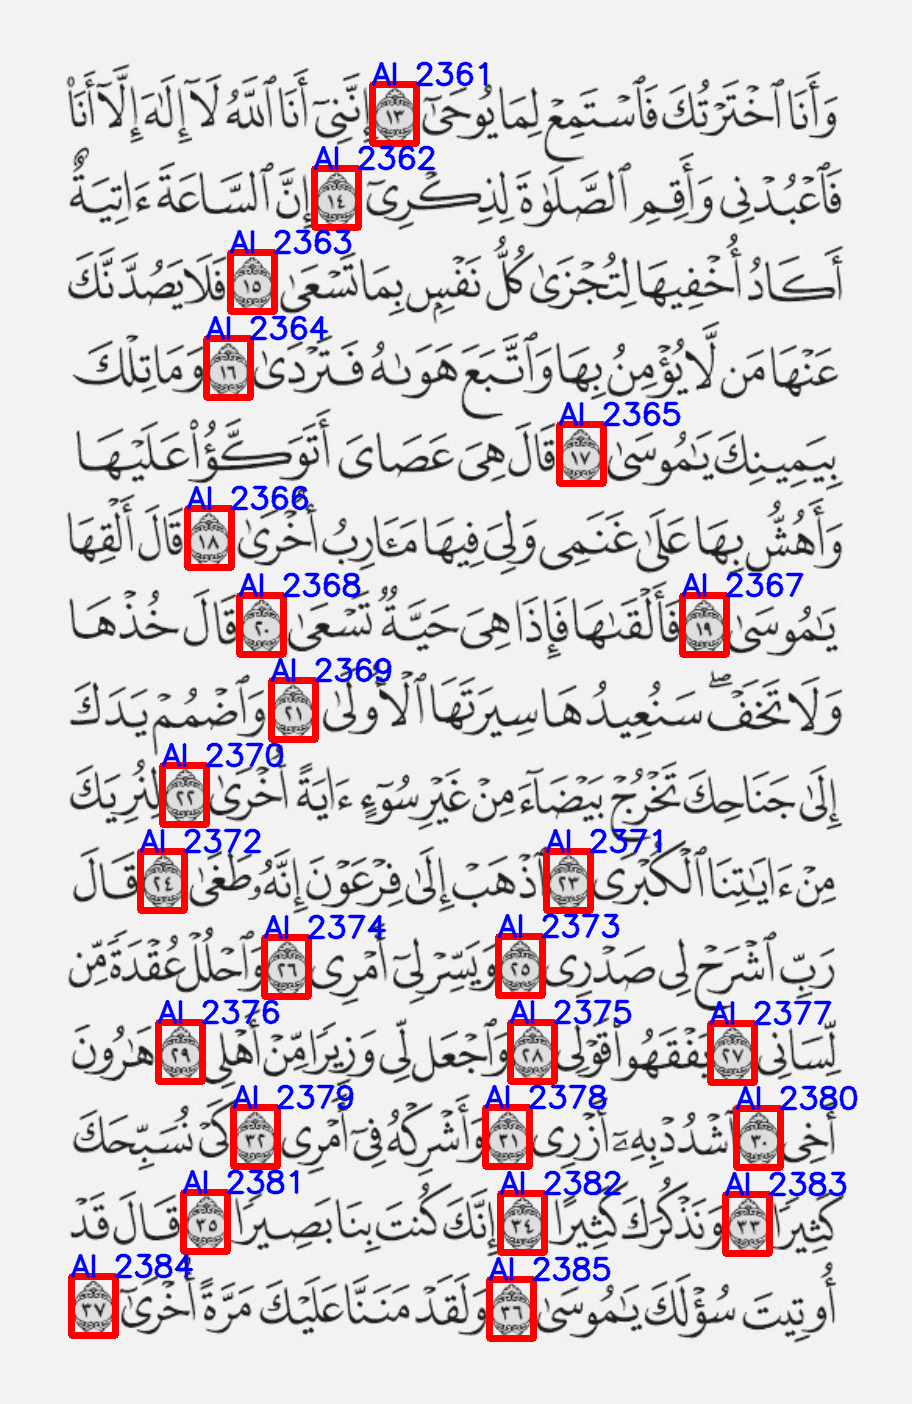 AI 2361
وَأَنَا ٱخْتَرْتُكَ فَٱسْتَمِعْ لِمَا يُوحَىٰٓ ١٣ إِنَّنِىٓ أَنَا ٱللَّهُ لَآ إِلَٰهَ إِلَّآ أَنَا۠
AI 2362
فَٱعْبُدْنِى وَأَقِمِ ٱلصَّلَوٰةَ لِذِكْرِىٓ ١٤ إِنَّ ٱلسَّاعَةَ ءَاتِيَةٌ
AI 2363
أَكَادُ أُخْفِيهَا لِتُجْزَىٰ كُلُّ نَفْسٍۭ بِمَا تَسْعَىٰ ١٥ فَلَا يَصُدَّنَّكَ
AI 2364
عَنْهَا مَن لَّا يُؤْمِنُ بِهَا وَٱتَّبَعَ هَوَىٰهُ فَتَرْدَىٰ ١٦ وَمَا تِلْكَ
AI 2365
بِيَمِينِكَ يَٰمُوسَىٰ ١٧ قَالَ هِىَ عَصَاىَ أَتَوَكَّؤُا۟ عَلَيْهَا
AI 2366
وَأَهُشُّ بِهَا عَلَىٰ غَنَمِى وَلِىَ فِيهَا مَـَٔارِبُ أُخْرَىٰ ١٨ قَالَ أَلْقِهَا
AI 2367 AI 2368
يَٰمُوسَىٰ ١٩ فَأَلْقَىٰهَا فَإِذَا هِىَ حَيَّةٌ تَسْعَىٰ ٢٠ قَالَ خُذْهَا
AI 2369
وَلَا تَخَفْ ۖ سَنُعِيدُهَا سِيرَتَهَا ٱلْأُولَىٰ ٢١ وَٱضْمُمْ يَدَكَ
AI 2370
إِلَىٰ جَنَاحِكَ تَخْرُجْ بَيْضَآءَ مِنْ غَيْرِ سُوٓءٍ ءَايَةً أُخْرَىٰ ٢٢ لِنُرِيَكَ
AI 2371 AI 2372
مِنْ ءَايَٰتِنَا ٱلْكُبْرَى ٢٣ ٱذْهَبْ إِلَىٰ فِرْعَوْنَ إِنَّهُۥ طَغَىٰ ٢٤ قَالَ
AI 2373 AI 2374
رَبِّ ٱشْرَحْ لِى صَدْرِى ٢٥ وَيَسِّرْ لِىٓ أَمْرِى ٢٦ وَٱحْلُلْ عُقْدَةً مِّن
AI 2377 AI 2375 AI 2376
لِّسَانِى ٢٧ يَفْقَهُوا۟ قَوْلِى ٢٨ وَٱجْعَل لِّى وَزِيرًا مِّنْ أَهْلِى ٢٩ هَٰرُونَ
AI 2380 AI 2378 AI 2379
أَخِى ٣٠ ٱشْدُدْ بِهِۦٓ أَزْرِى ٣١ وَأَشْرِكْهُ فِىٓ أَمْرِى ٣٢ كَىْ نُسَبِّحَكَ
AI 2383 AI 2382 AI 2381
كَثِيرًا ٣٣ وَنَذْكُرَكَ كَثِيرًا ٣٤ إِنَّكَ كُنتَ بِنَا بَصِيرًا ٣٥ قَالَ قَدْ
AI 2385 AI 2384
أُوتِيتَ سُؤْلَكَ يَٰمُوسَىٰ ٣٦ وَلَقَدْ مَنَنَّا عَلَيْكَ مَرَّةً أُخْرَىٰٓ ٣٧